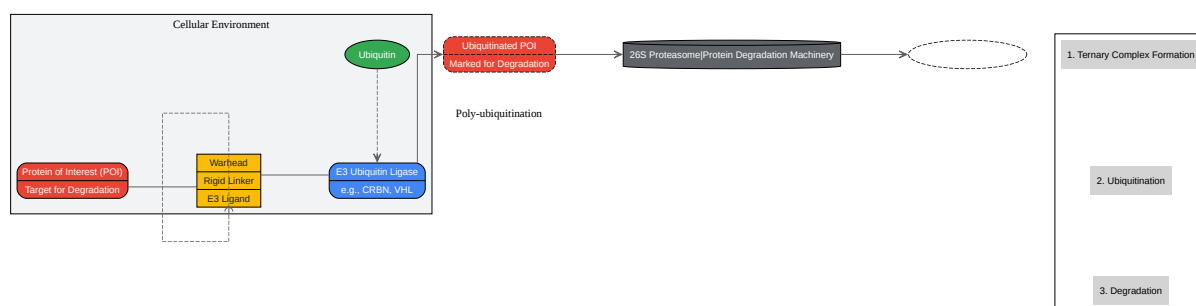 Cellular Environment
Ubiquitin
Ubiquitinated POI
Marked for Degradation
26S Proteasome|Protein Degradation Machinery
1. Ternary Complex Formation
Poly-ubiquitination
Protein of Interest (POI)
Target for Degradation
Warhead
Rigid Linker
E3 Ligand
E3 Ubiquitin Ligase
e.g., CRBN, VHL
2. Ubiquitination
3. Degradation